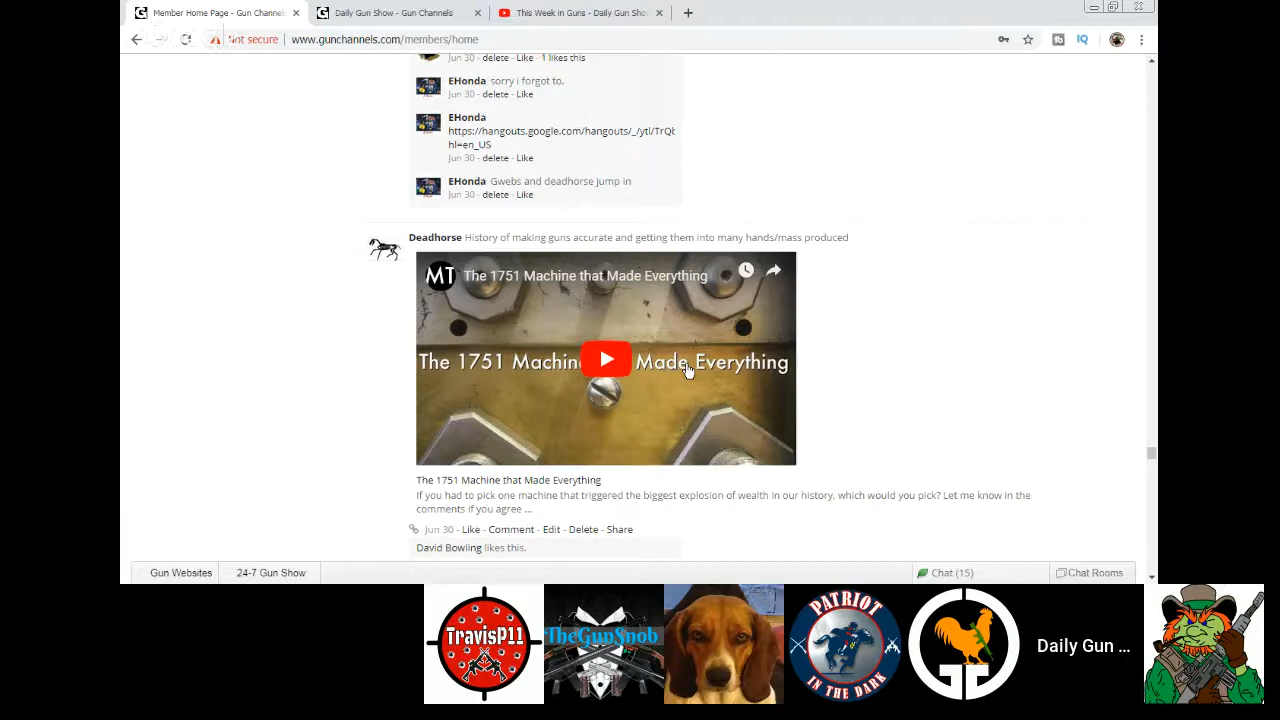 Member Home Page - Gun Channel
Daily Gun Show - Gun Channels
This Week in Guns - Daily Gun Sho
Not secure
www.gunchannels.com/members/home
IQ
Jun 30 - delete - Like - 1 likes this
EHonda sorry i forgot to.
Jun 30 - delete - Like
EHonda
https://hangouts.google.com/hangouts/_/ytl/TrQb
hl=en_US
Jun 30 - delete - Like
EHonda Gwebs and deadhorse jump in
Jun 30 - delete - Like
Deadhorse History of making guns accurate and getting them into many hands/mass produced
MT The 1751 Machine that Made Everything
The 1751 Machin Made Everything
The 1751 Machine that Made Everything
If you had to pick one machine that triggered the biggest explosion of wealth in our history, which would you pick? Let me know in the
comments if you agree ...
Jun 30 - Like - Comment - Edit - Delete - Share
David Bowling likes this.
Gun Websites
24-7 Gun Show
Chat (15)
Chat Rooms
TravisP11
TheGunSnob
PATRIOT
IN THE DARK
Daily Gun ...